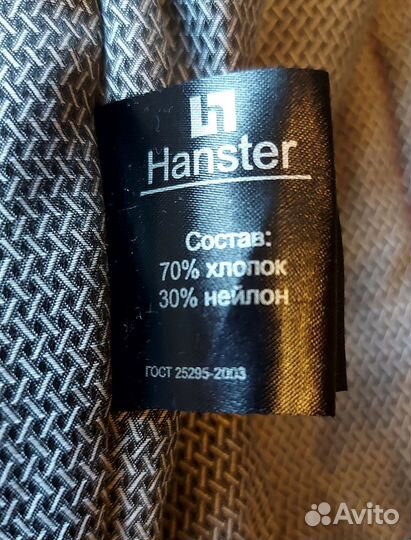 Hanster
Состав:
70% хлопок
30% нейлон
ГОСТ 25295-2003
Avito